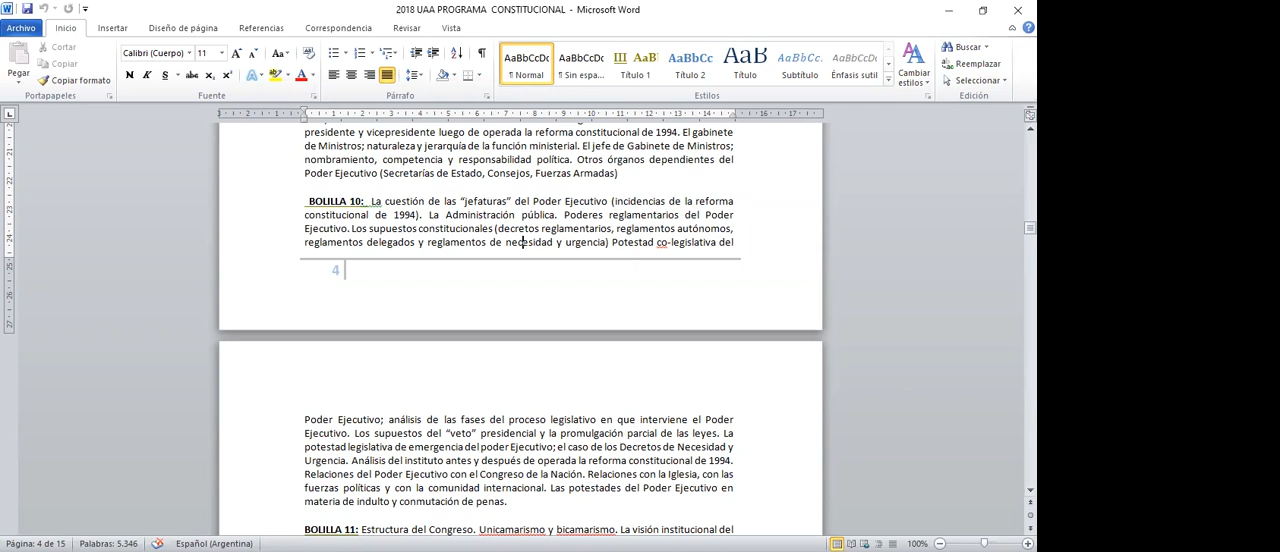 2018 UAA PROGRAMA CONSTITUCIONAL - Microsoft Word
Archivo Inicio Insertar Diseño de página Referencias Correspondencia Revisar Vista
Pegar
Cortar
Copiar
Copiar formato
Portapapeles
Calibri (Cuerpo) 11
N K S abc x₂ x²
Fuente
Párrafo
AaBbCcDc
¶ Normal
AaBbCcDc
¶ Sin espa...
III AaB
Título 1
AaBbCc
Título 2
AaB
Título
AaBbCc
Subtítulo
AaBbCcDc
Énfasis sutil
Cambiar estilos
Estilos
Buscar
Reemplazar
Seleccionar
Edición
presidente y vicepresidente luego de operada la reforma constitucional de 1994. El gabinete
de Ministros; naturaleza y jerarquía de la función ministerial. El jefe de Gabinete de Ministros;
nombramiento, competencia y responsabilidad política. Otros órganos dependientes del
Poder Ejecutivo (Secretarías de Estado, Consejos, Fuerzas Armadas)
BOLILLA 10: La cuestión de las “jefaturas” del Poder Ejecutivo (incidencias de la reforma
constitucional de 1994). La Administración pública. Poderes reglamentarios del Poder
Ejecutivo. Los supuestos constitucionales (decretos reglamentarios, reglamentos autónomos,
reglamentos delegados y reglamentos de necesidad y urgencia) Potestad co-legislativa del
4
Poder Ejecutivo; análisis de las fases del proceso legislativo en que interviene el Poder
Ejecutivo. Los supuestos del “veto” presidencial y la promulgación parcial de las leyes. La
potestad legislativa de emergencia del poder Ejecutivo; el caso de los Decretos de Necesidad y
Urgencia. Análisis del instituto antes y después de operada la reforma constitucional de 1994.
Relaciones del Poder Ejecutivo con el Congreso de la Nación. Relaciones con la Iglesia, con las
fuerzas políticas y con la comunidad internacional. Las potestades del Poder Ejecutivo en
materia de indulto y conmutación de penas.
BOLILLA 11: Estructura del Congreso. Unicamarismo y bicamarismo. La visión institucional del
Página: 4 de 15 Palabras: 5.346 Español (Argentina) 100%